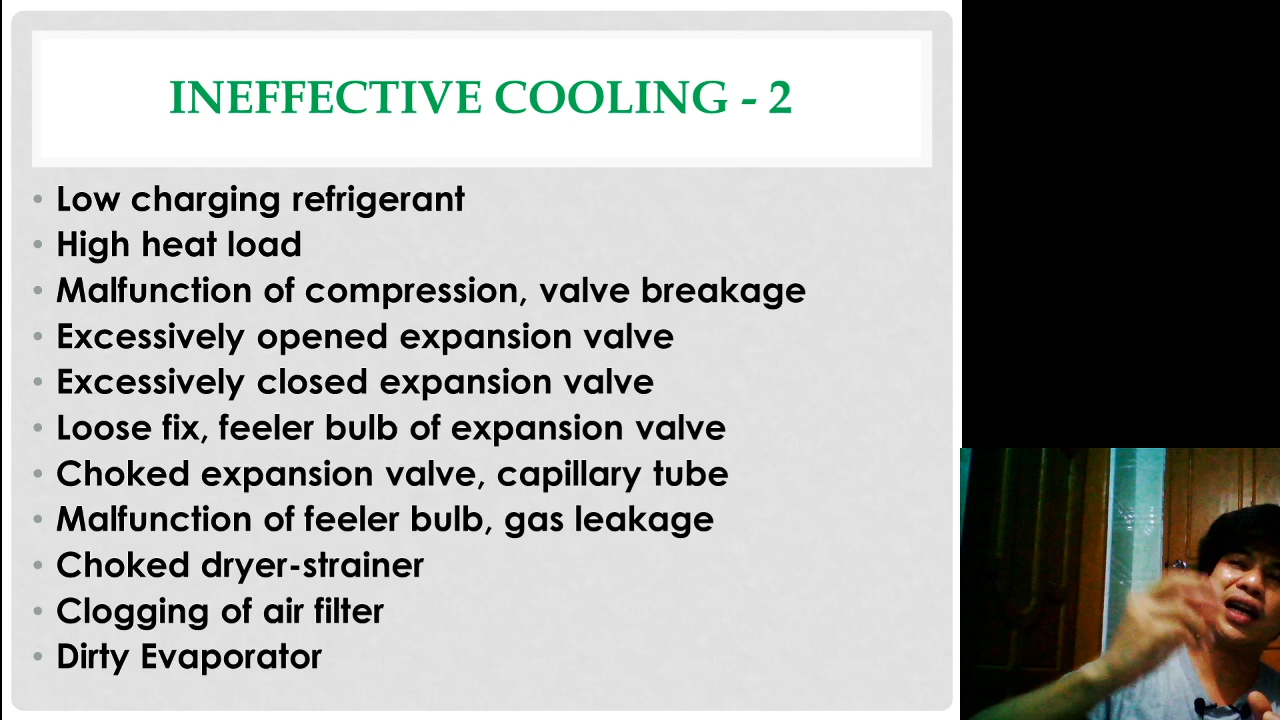 INEFFECTIVE COOLING - 2
• Low charging refrigerant
• High heat load
• Malfunction of compression, valve breakage
• Excessively opened expansion valve
• Excessively closed expansion valve
• Loose fix, feeler bulb of expansion valve
• Choked expansion valve, capillary tube
• Malfunction of feeler bulb, gas leakage
• Choked dryer-strainer
• Clogging of air filter
• Dirty Evaporator